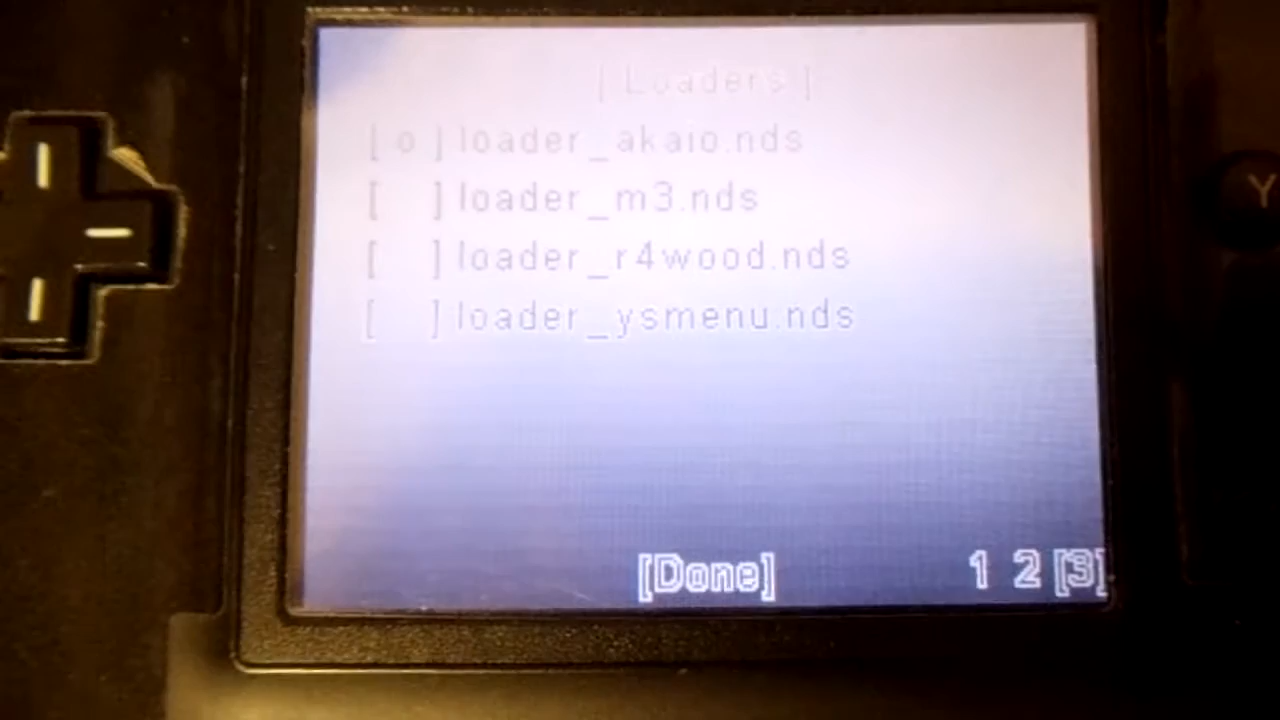 [ Loaders ]
[ o ] loader_akaio.nds
[   ] loader_m3.nds
[   ] loader_r4wood.nds
[   ] loader_ysmenu.nds
[Done] 1 2 [3]
Y